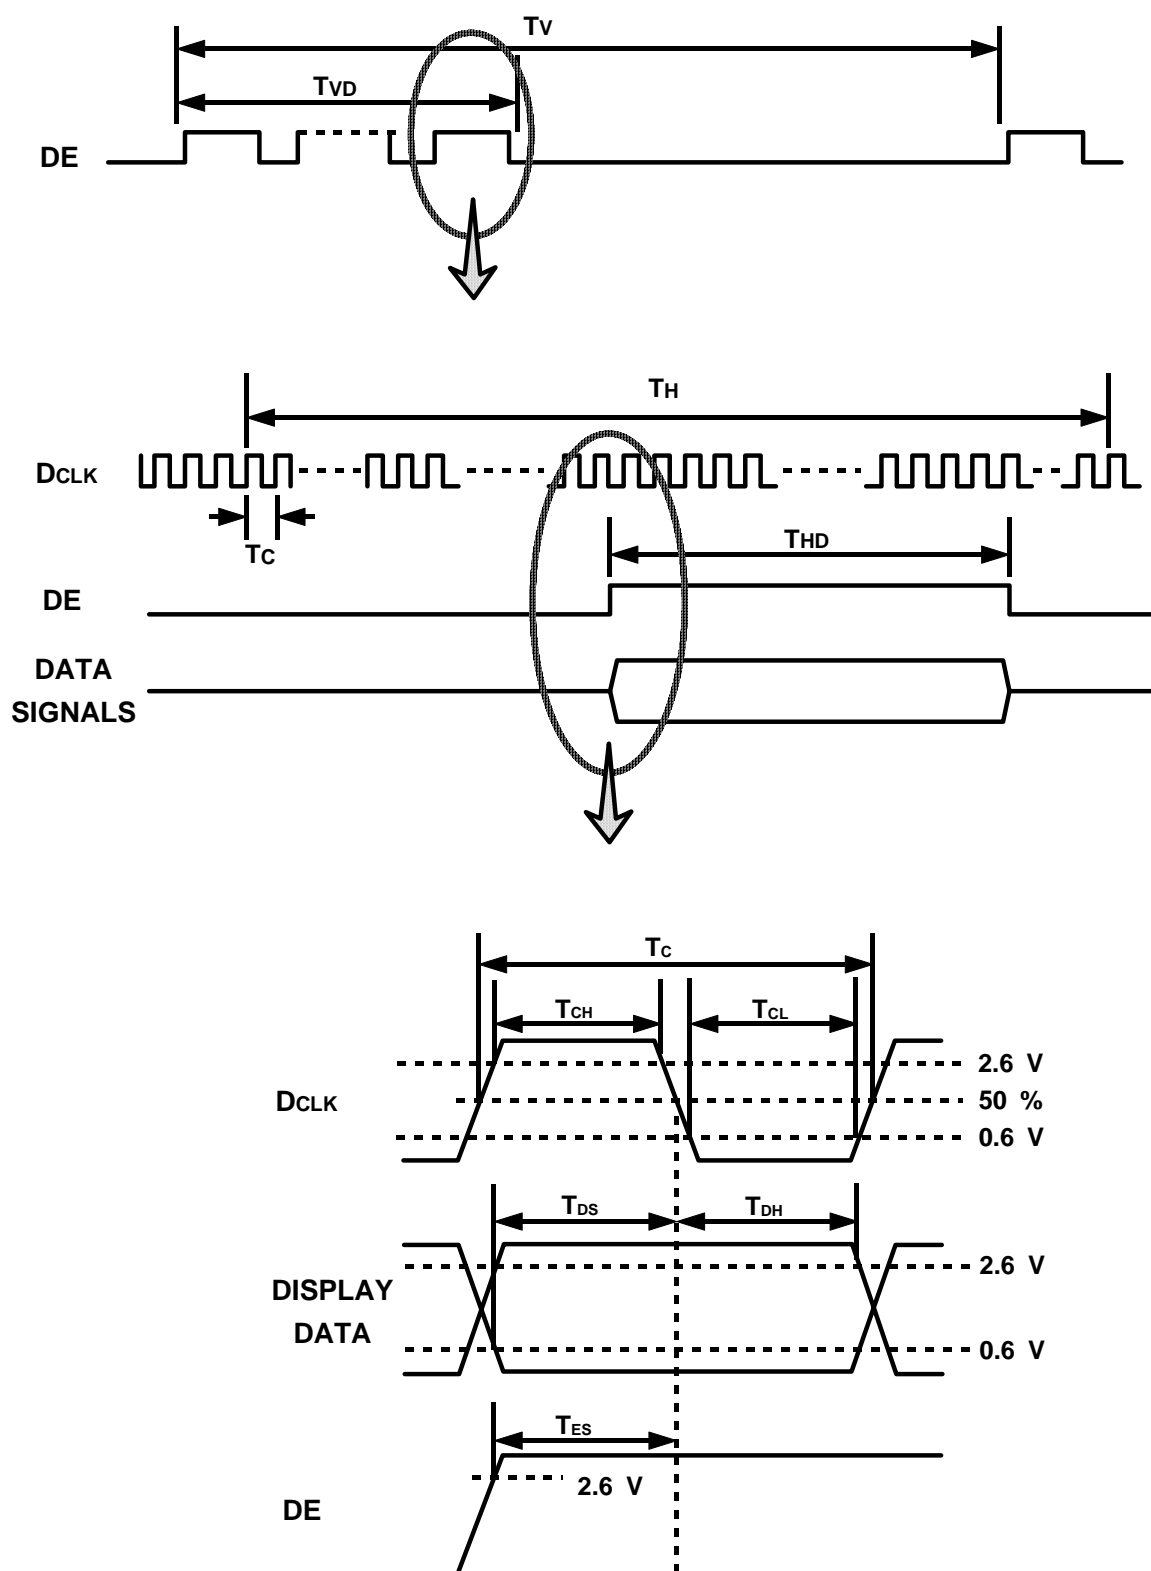 TV
TVD
DE
TH
DCLK
TC
THD
DE
DATA
SIGNALS
TC
TCH
TCL
2.6 V
DCLK
50 %
0.6 V
TDS
TDH
2.6 V
DISPLAY
DATA
0.6 V
TES
2.6 V
DE